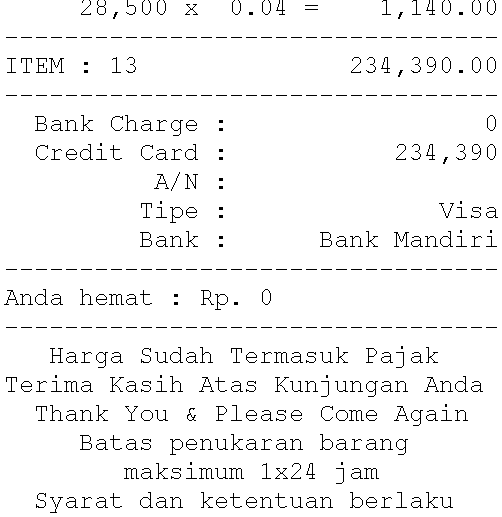 28,500 x 0.04 = 1,140.00
---------------------------------
ITEM : 13 234,390.00
---------------------------------
Bank Charge : 0
Credit Card : 234,390
A/N :
Tipe : Visa
Bank : Bank Mandiri
---------------------------------
Anda hemat : Rp. 0
---------------------------------
Harga Sudah Termasuk Pajak
Terima Kasih Atas Kunjungan Anda
Thank You & Please Come Again
Batas penukaran barang
maksimum 1x24 jam
Syarat dan ketentuan berlaku